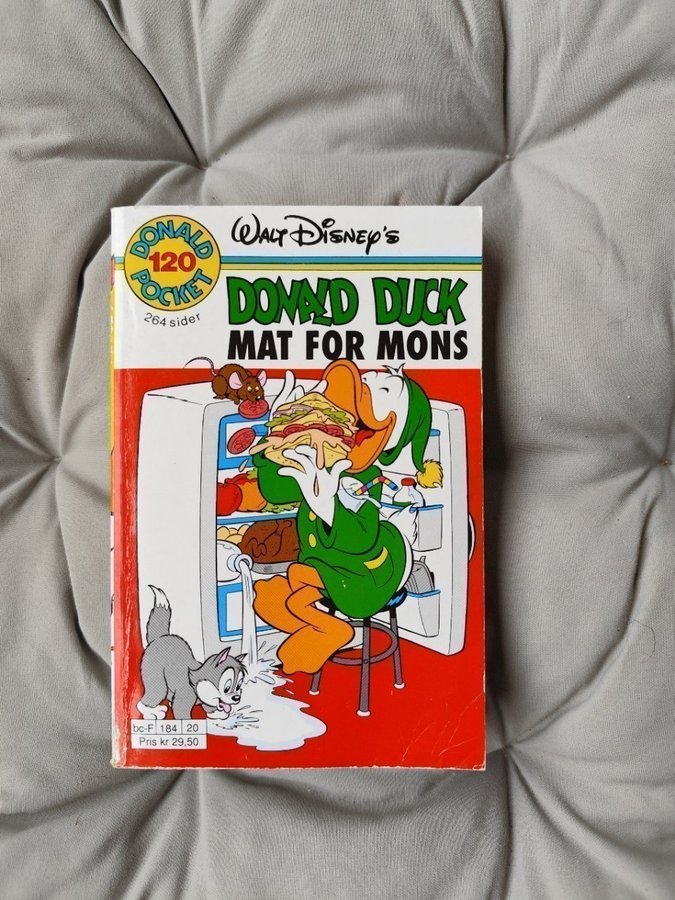 DONALD
120
POCKET
264 sider
WALT DISNEY'S
DONALD DUCK
MAT FOR MONS
bc-F 184 20
Pris kr 29,50